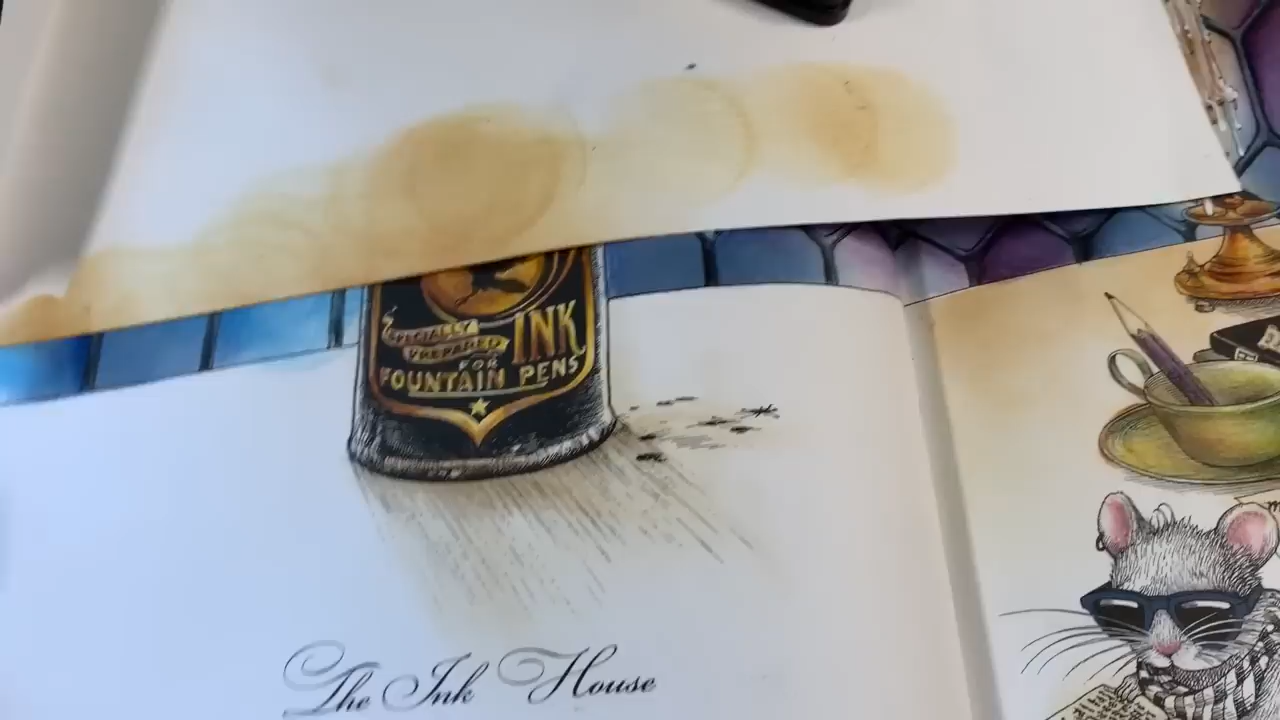 SPECIALLY
PREPARED
INK
FOR
FOUNTAIN PENS
The Ink House